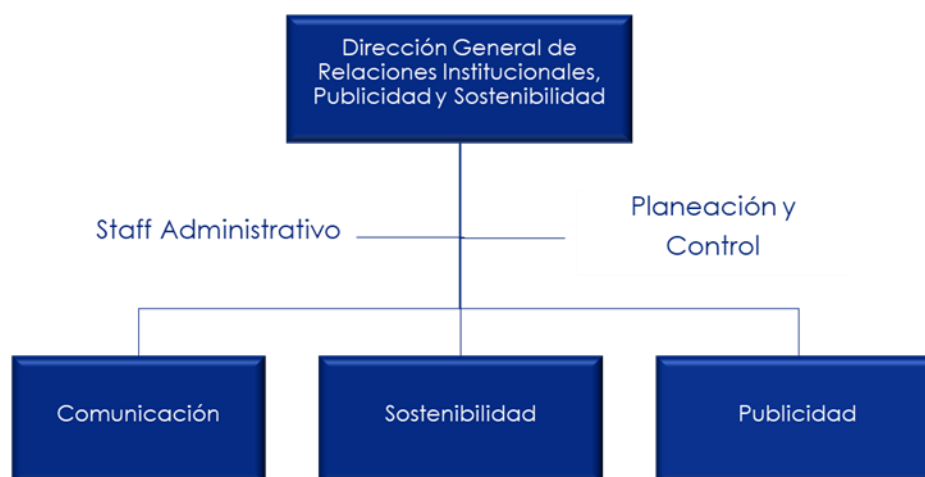 Dirección General de
Relaciones Institucionales,
Publicidad y Sostenibilidad
Staff Administrativo
Planeación y
Control
Comunicación
Sostenibilidad
Publicidad